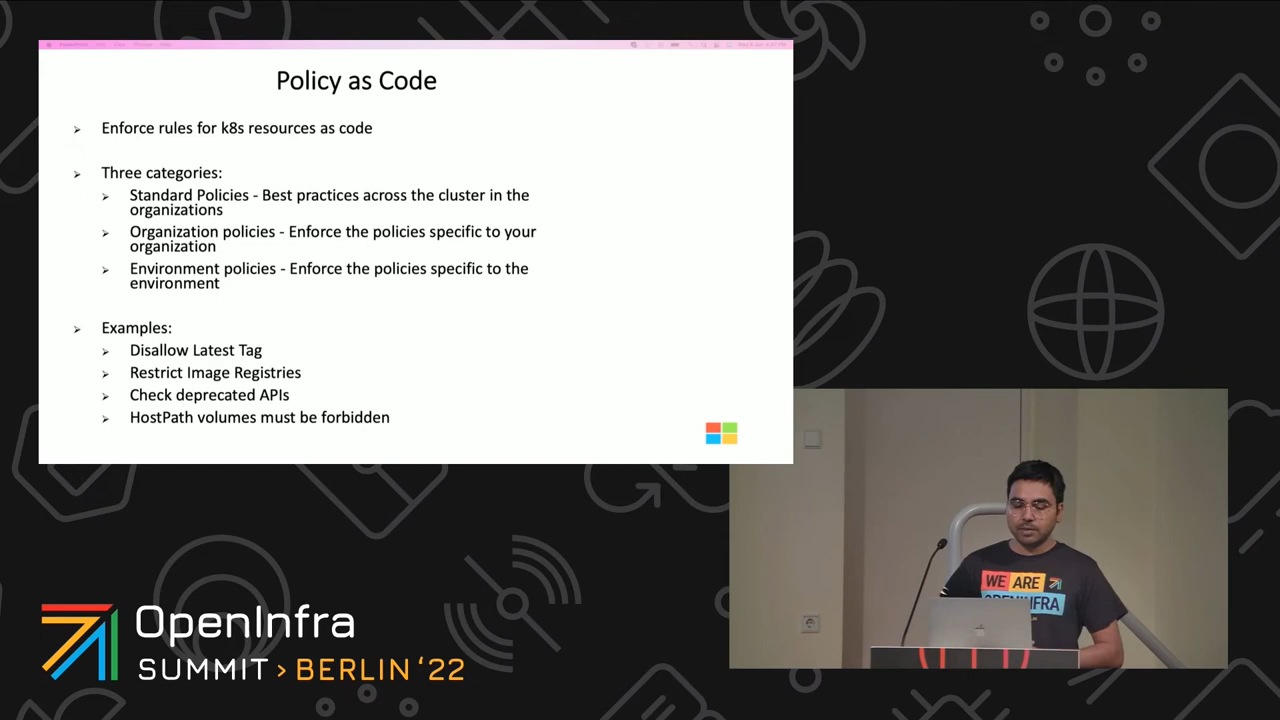 Policy as Code
Enforce rules for k8s resources as code
Three categories:
Standard Policies - Best practices across the cluster in the
organizations
Organization policies - Enforce the policies specific to your
organization
Environment policies - Enforce the policies specific to the
environment
Examples:
Disallow Latest Tag
Restrict Image Registries
Check deprecated APIs
HostPath volumes must be forbidden
WE ARE
OPENINFRA
OpenInfra
SUMMIT > BERLIN '22